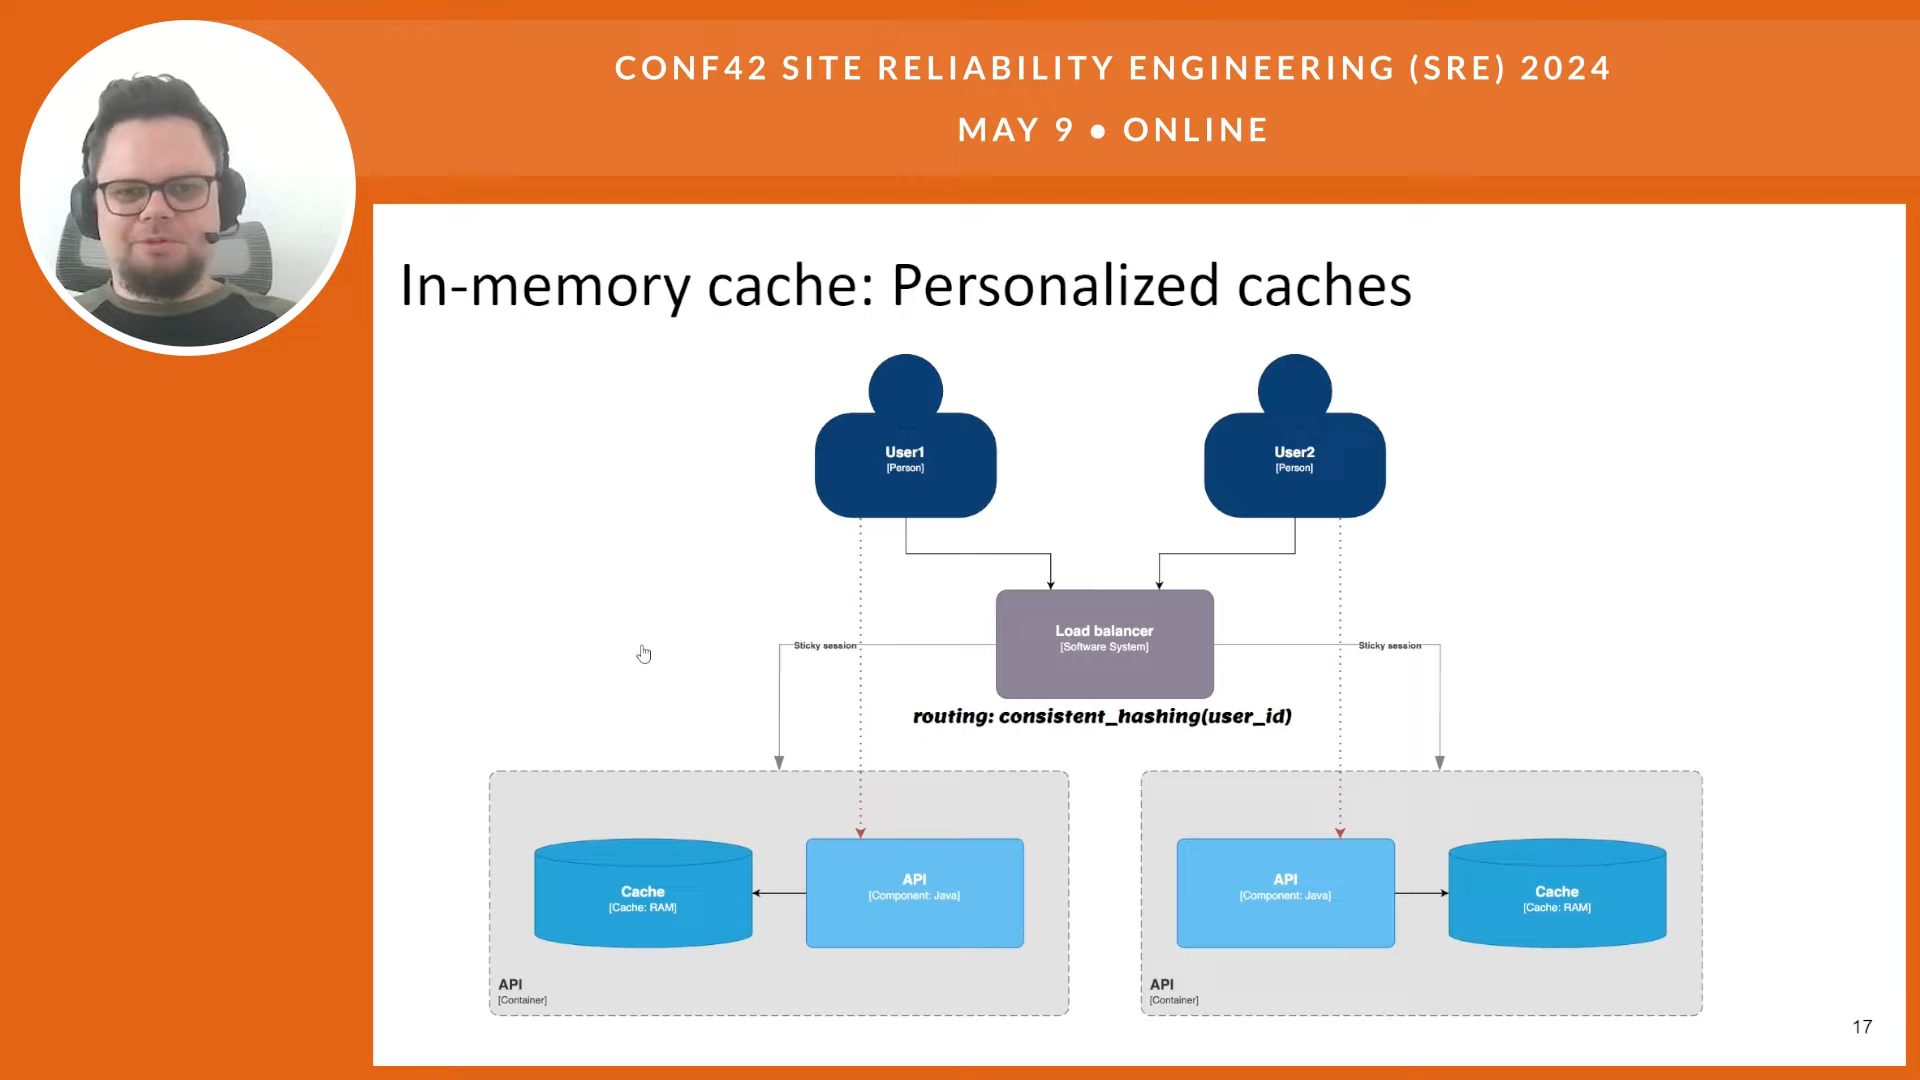 CONF42 SITE RELIABILITY ENGINEERING (SRE) 2024
MAY 9 • ONLINE
In-memory cache: Personalized caches
User1
[Person]
User2
[Person]
Load balancer
[Software System]
Sticky session
Sticky session
routing: consistent_hashing(user_id)
Cache
[Cache: RAM]
API
[Component: Java]
API
[Component: Java]
Cache
[Cache: RAM]
API
[Container]
API
[Container]
17